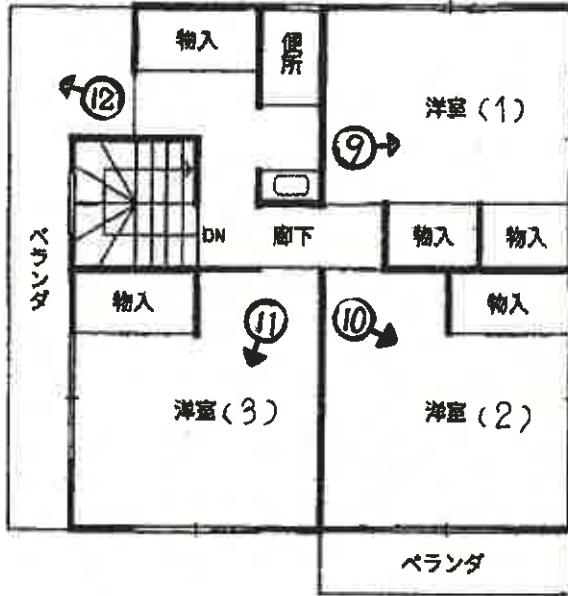 物入
便所
⑫
洋室(1)
⑨
ベランダ
DN
廊下
物入
物入
物入
⑪
⑩
物入
洋室(3)
洋室(2)
ベランダ